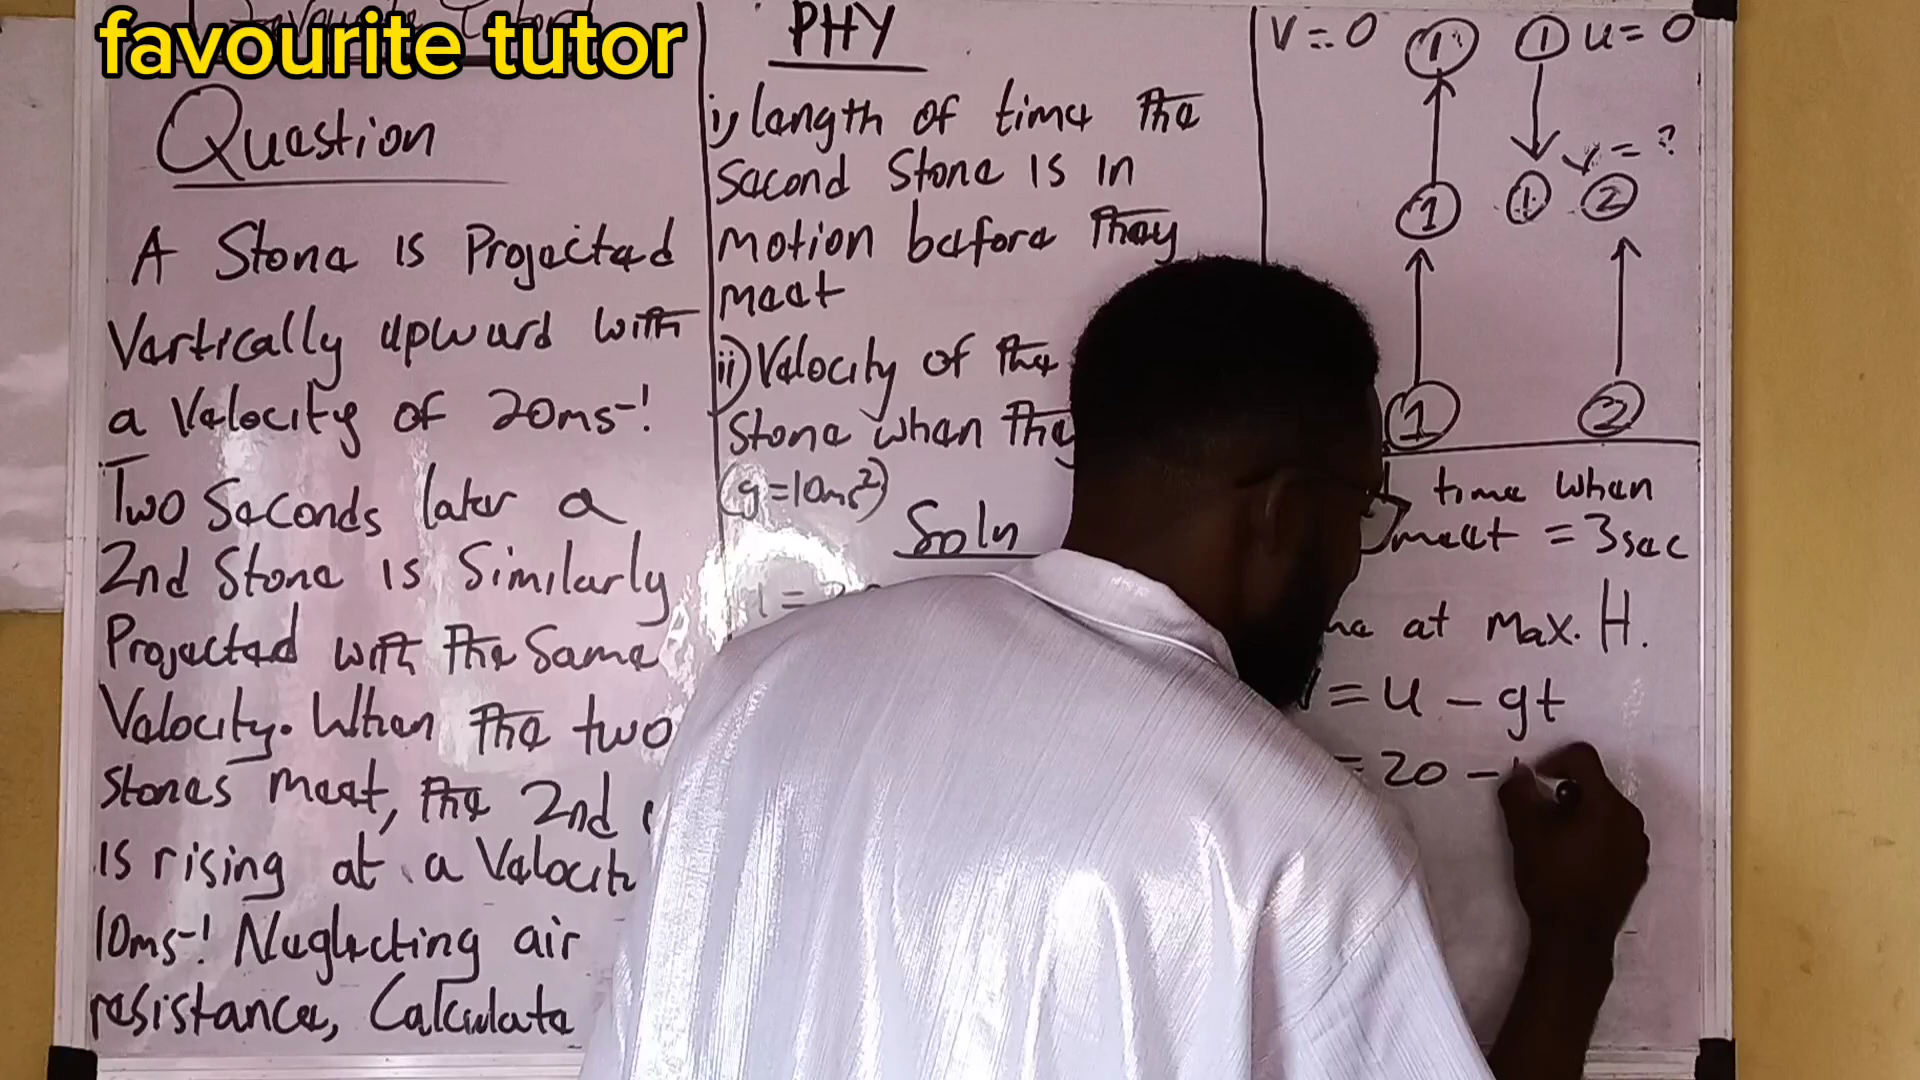 favourite tutor
Question
A Stone is Projected
Vertically upward with
a Velocity of 20ms⁻¹
Two Seconds later a
2nd Stone is Similarly
Projected with the Same
Velocity. When the two
stones meet, the 2nd
is rising at a
10ms⁻¹ Neglecting air
resistance, Calculate
PHY
i) length of time the
Second Stone is in
motion before they
meet
ii) Velocity of the
Stone when
(g=10ms⁻²)
Soln
V=0 1 1 u=0
V=?
1 1 2
1 2
time when
meet = 3sec
at Max. H.
= u - gt
= 20 -